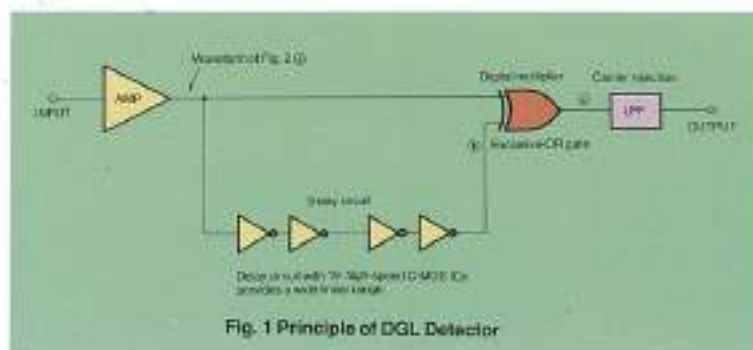 Waveform of Fig. 2 ⓐ
AMP
INPUT
Digital multiplier
Exclusive-OR gate
ⓑ
Carrier rejection
LPF
OUTPUT
Delay circuit
Delay circuit with high-speed C-MOS ICs
provides a wide linear range.
Fig. 1 Principle of DGL Detector